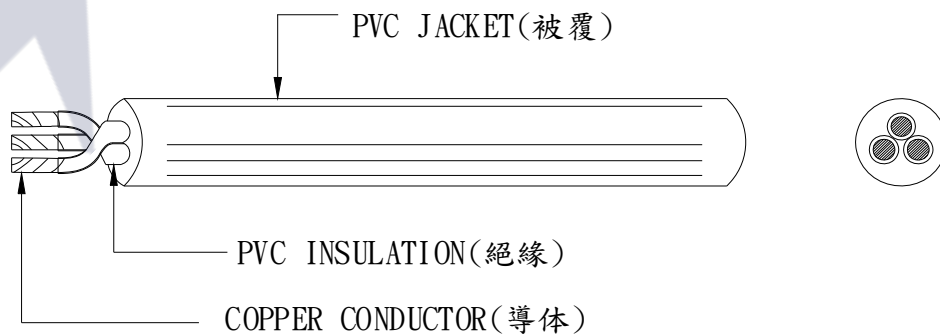 PVC JACKET(被覆)
PVC INSULATION(絕緣)
COPPER CONDUCTOR(導体)